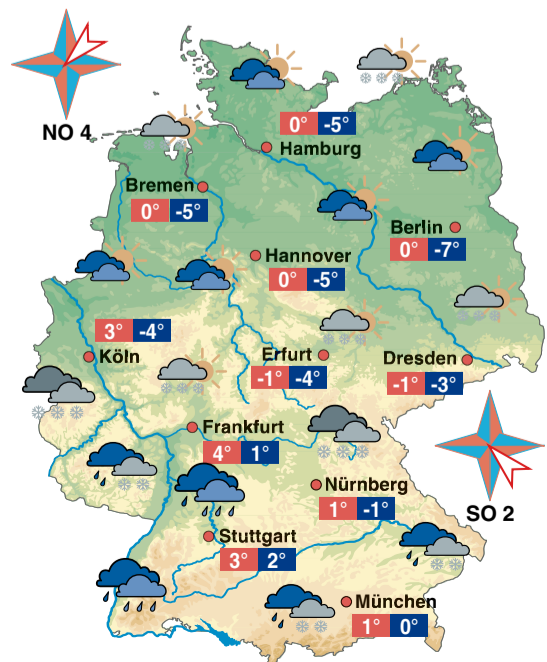 NO 4
0° -5°
Hamburg
Bremen
0° -5°
Berlin
0° -7°
Hannover
0° -5°
3° -4°
Köln
Erfurt
-1° -4°
Dresden
-1° -3°
Frankfurt
4° 1°
SO 2
Nürnberg
1° -1°
Stuttgart
3° 2°
München
1° 0°